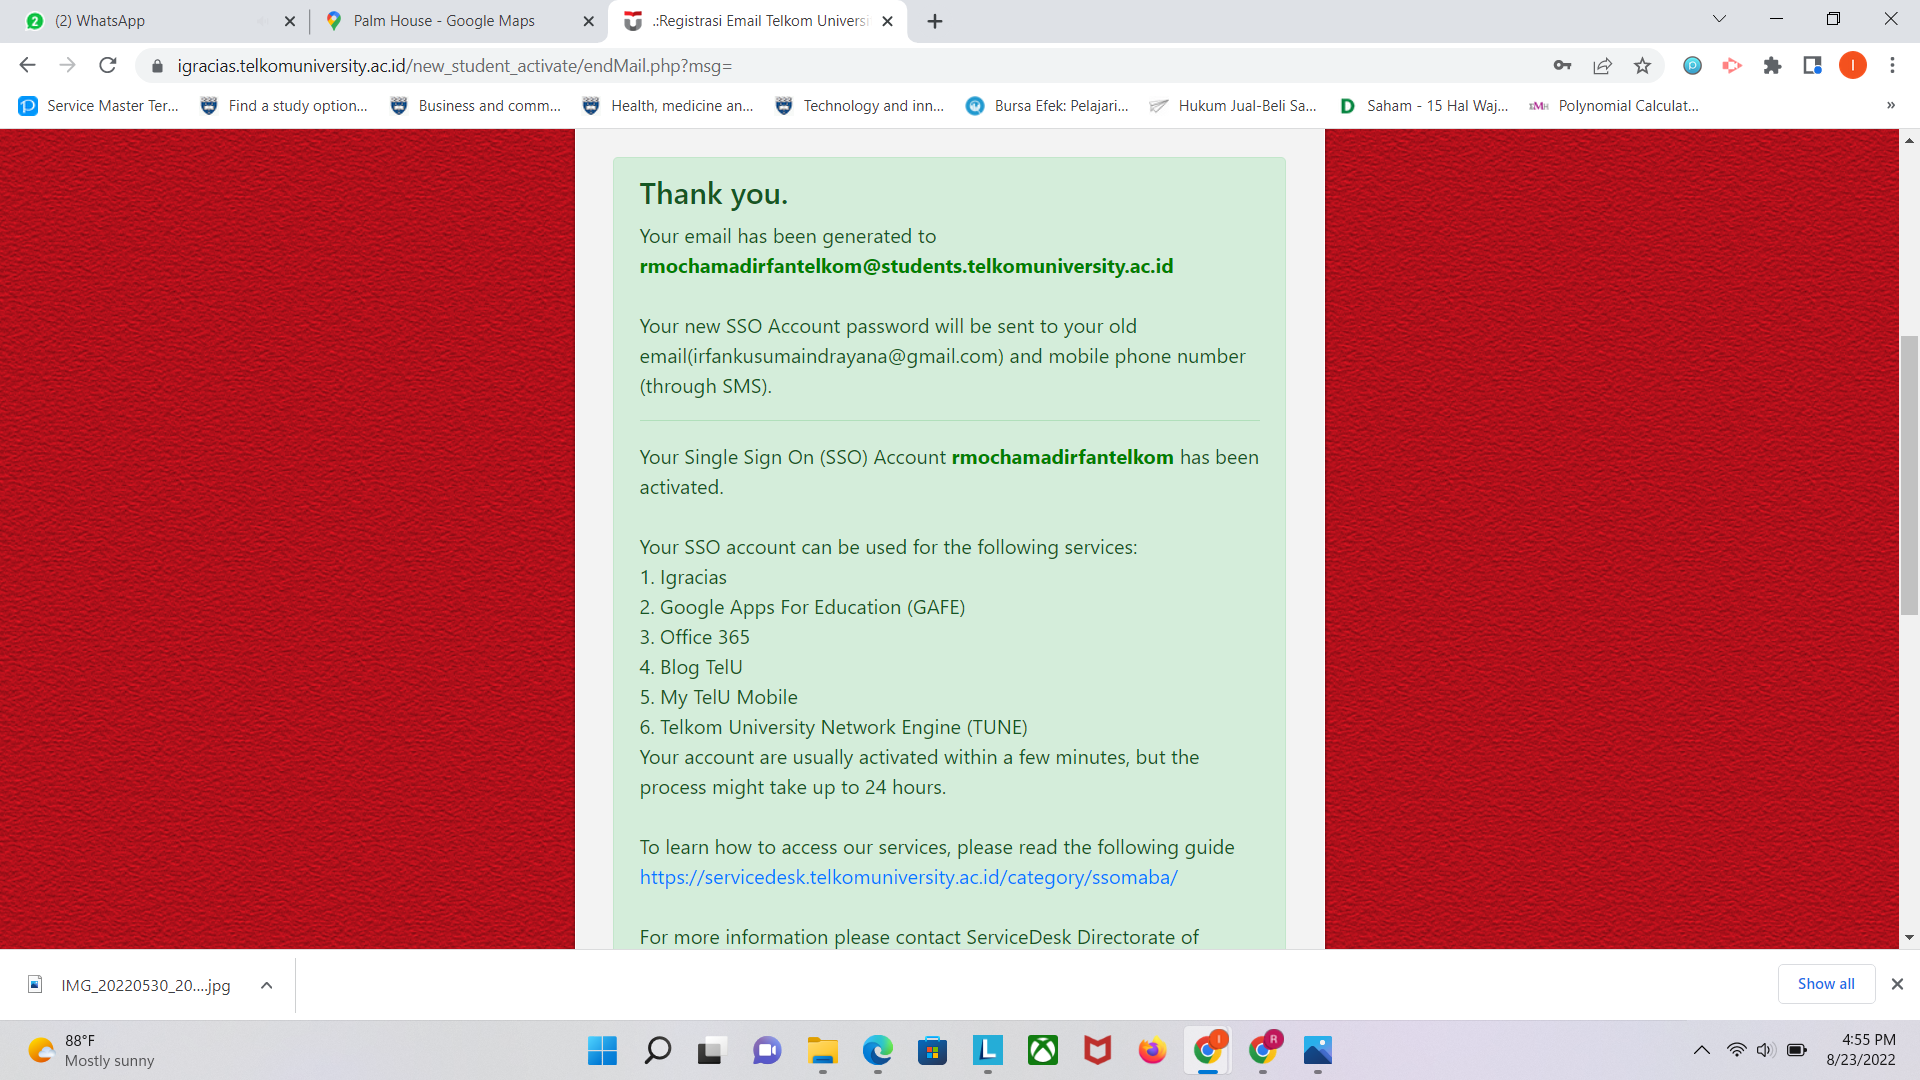 (2) WhatsApp
Palm House - Google Maps
.:Registrasi Email Telkom Universi
igracias.telkomuniversity.ac.id/new_student_activate/endMail.php?msg=
I
Service Master Ter...
Find a study option...
Business and comm...
Health, medicine an...
Technology and inn...
Bursa Efek: Pelajari...
Hukum Jual-Beli Sa...
Saham - 15 Hal Waj...
Polynomial Calculat...
»
Thank you.
Your email has been generated to
rmochamadirfantelkom@students.telkomuniversity.ac.id
Your new SSO Account password will be sent to your old
email(irfankusumaindrayana@gmail.com) and mobile phone number
(through SMS).
Your Single Sign On (SSO) Account rmochamadirfantelkom has been
activated.
Your SSO account can be used for the following services:
1. Igracias
2. Google Apps For Education (GAFE)
3. Office 365
4. Blog TelU
5. My TelU Mobile
6. Telkom University Network Engine (TUNE)
Your account are usually activated within a few minutes, but the
process might take up to 24 hours.
To learn how to access our services, please read the following guide
https://servicedesk.telkomuniversity.ac.id/category/ssomaba/
For more information please contact ServiceDesk Directorate of
IMG_20220530_20....jpg
Show all
88°F
Mostly sunny
4:55 PM
8/23/2022